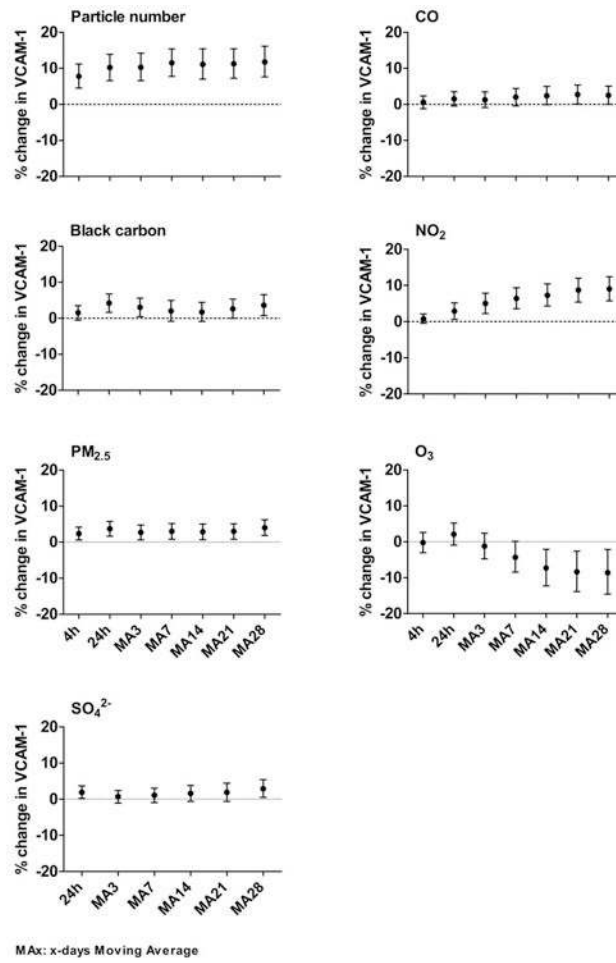 Particle number
% change in VCAM-1
20
10
0
-10
-20
CO
% change in VCAM-1
20
10
0
-10
-20
Black carbon
% change in VCAM-1
20
10
0
-10
-20
NO₂
% change in VCAM-1
20
10
0
-10
-20
PM₂.₅
% change in VCAM-1
20
10
0
-10
-20
4h 24h MA3 MA7 MA14 MA21 MA28
O₃
% change in VCAM-1
20
10
0
-10
-20
4h 24h MA3 MA7 MA14 MA21 MA28
SO₄²⁻
% change in VCAM-1
20
10
0
-10
-20
24h MA3 MA7 MA14 MA21 MA28
MAx: x-days Moving Average